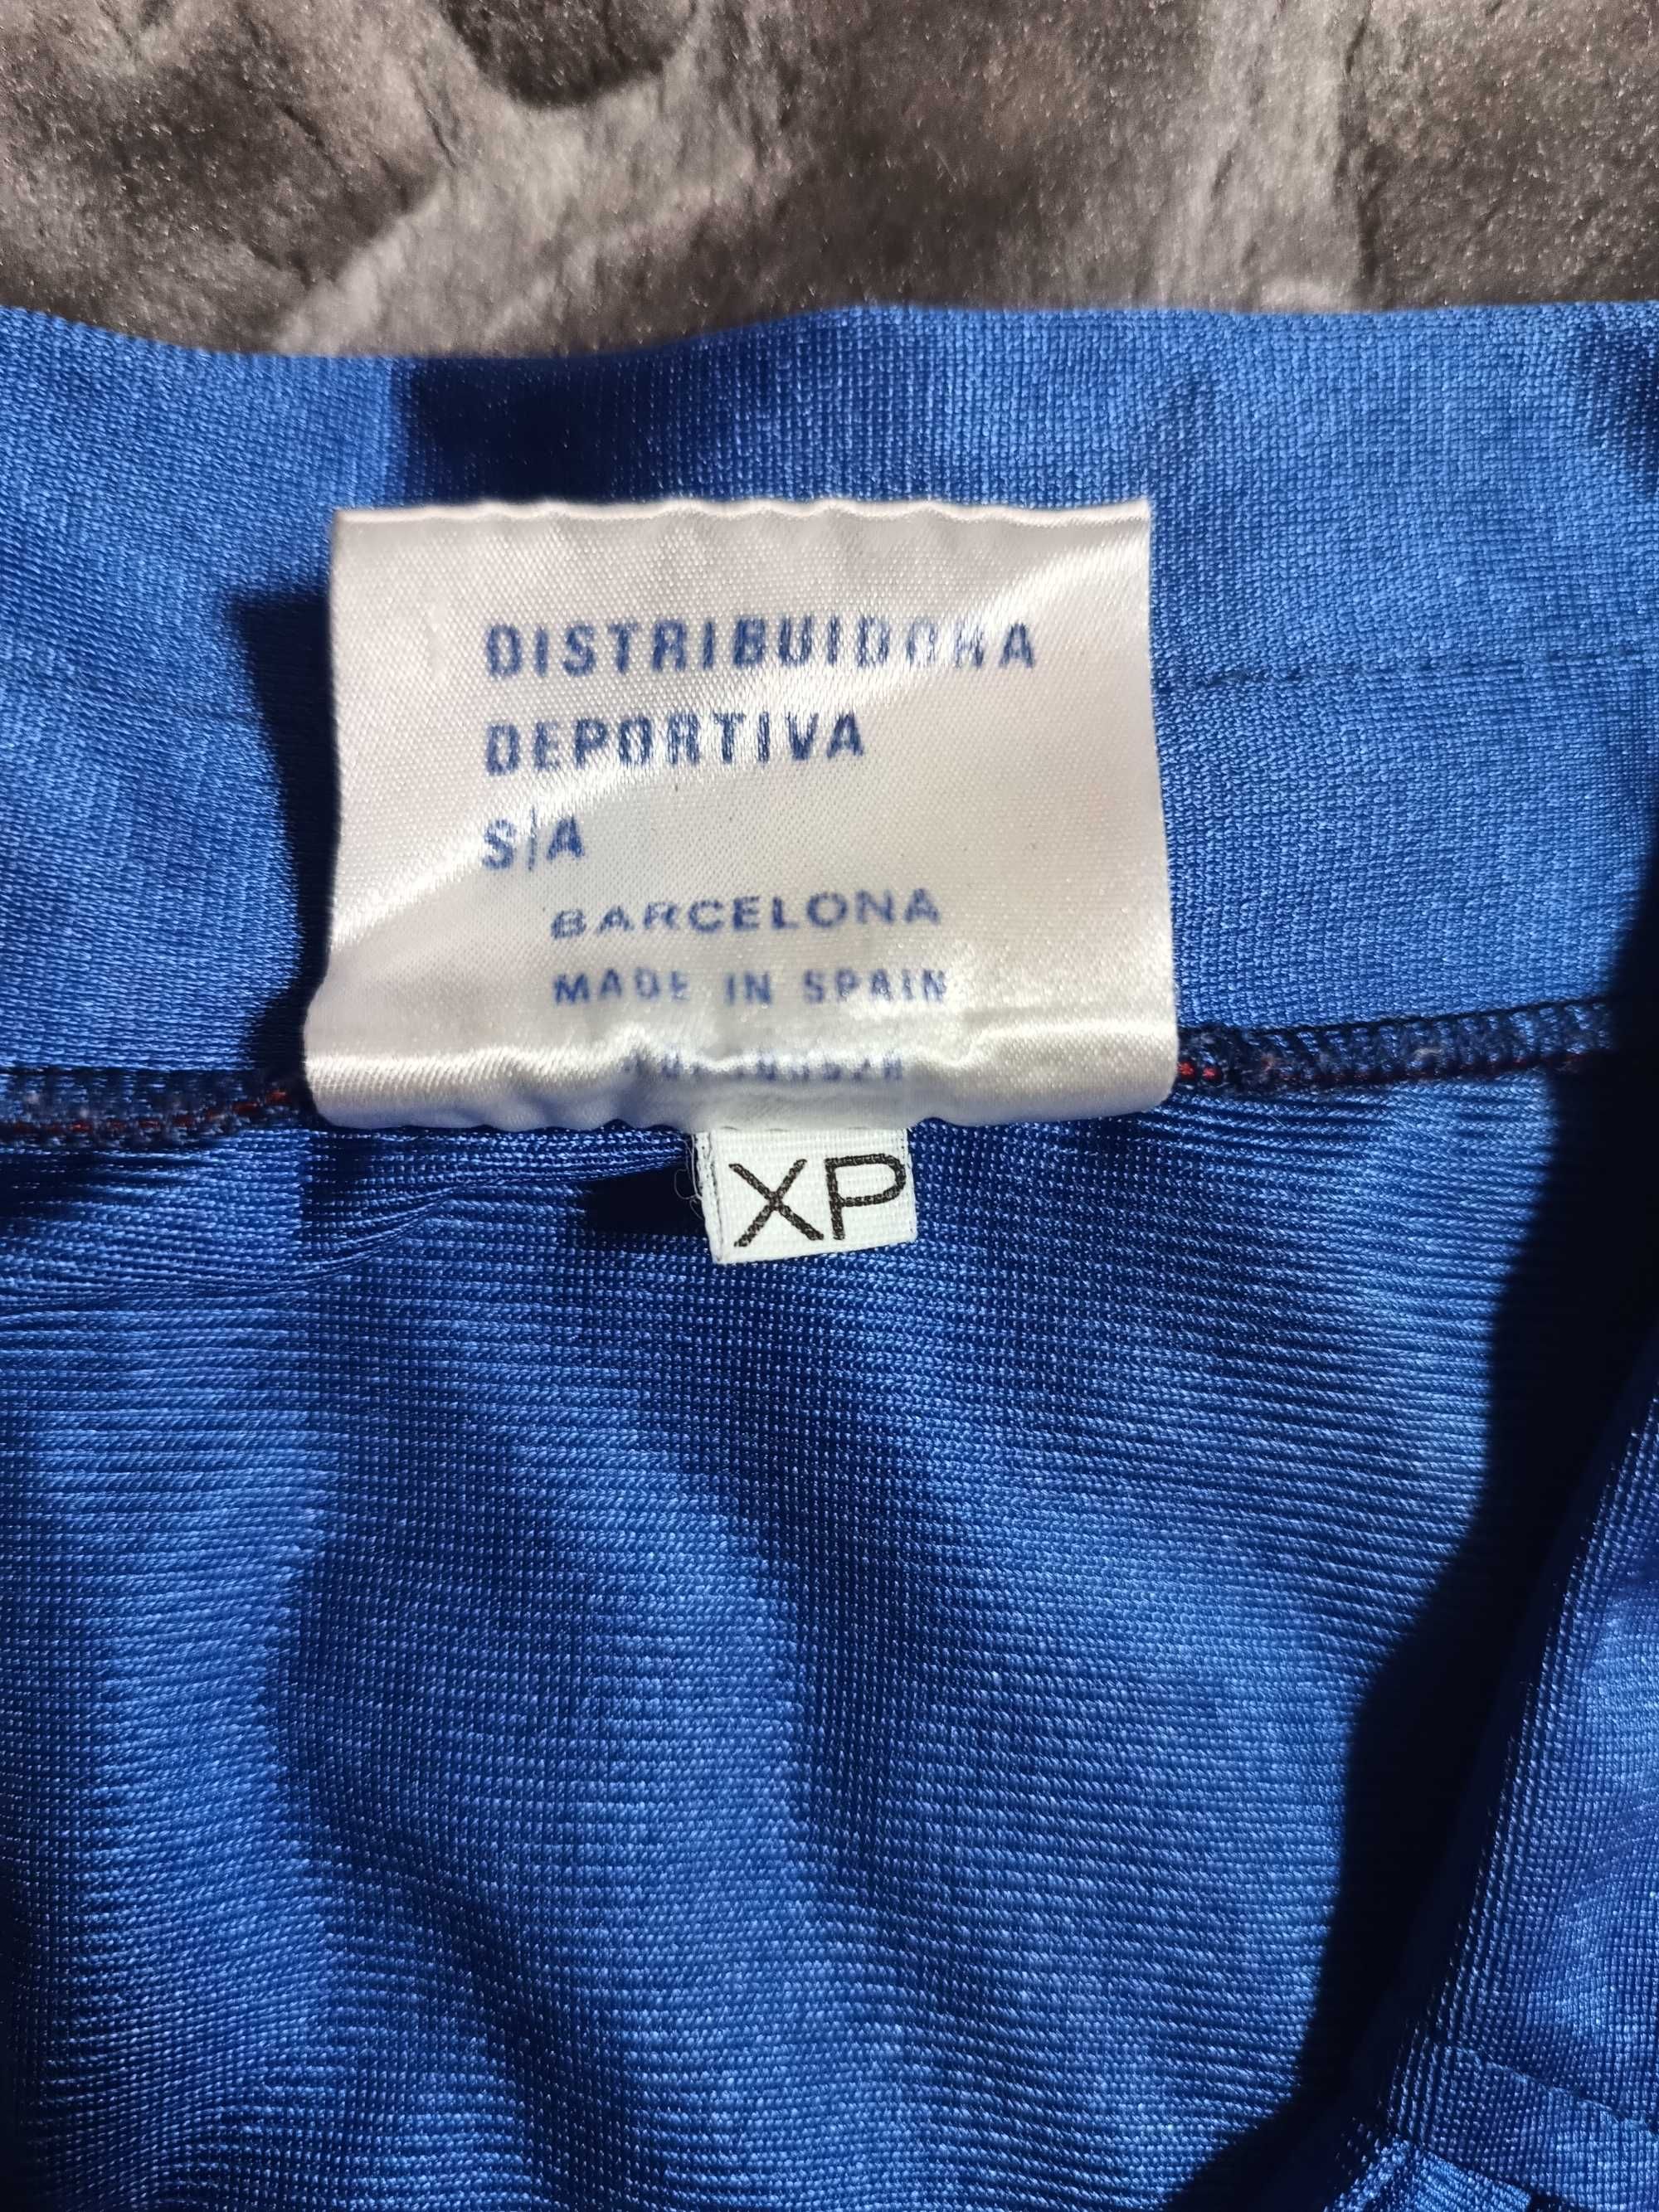 DISTRIBUIDORA
DEPORTIVA
S/A
BARCELONA
MADE IN SPAIN
XP